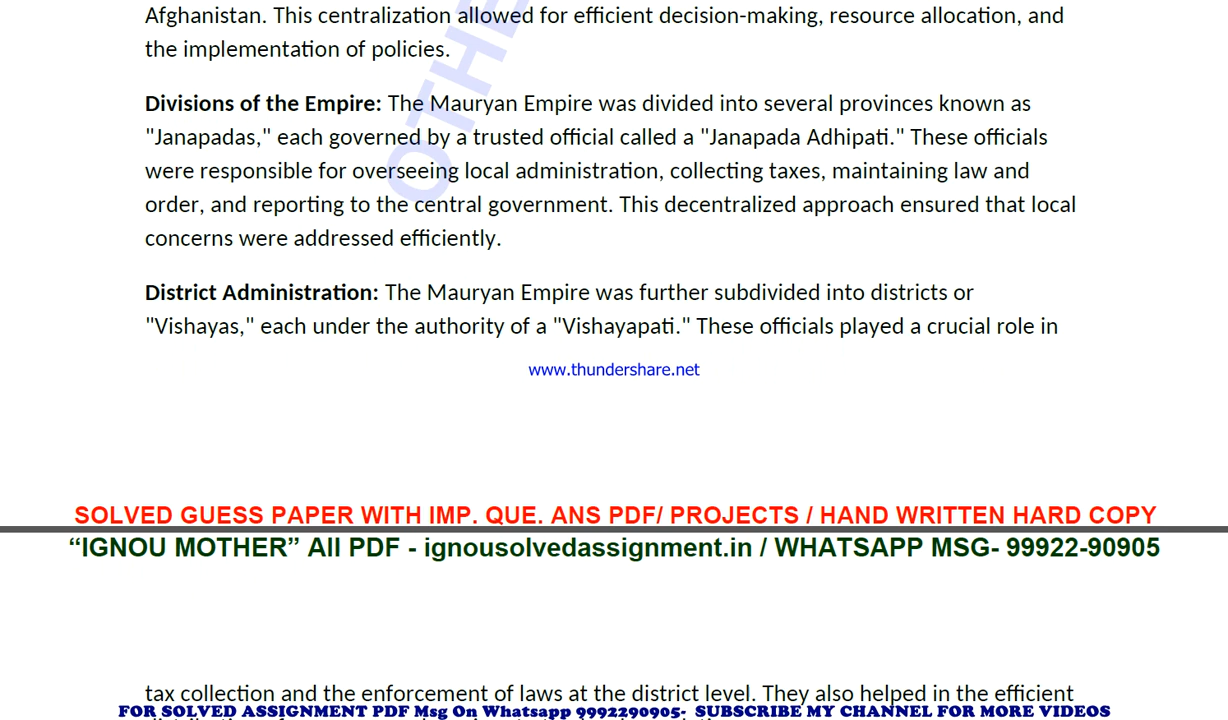 Afghanistan. This centralization allowed for efficient decision-making, resource allocation, and
the implementation of policies.
Divisions of the Empire: The Mauryan Empire was divided into several provinces known as
"Janapadas," each governed by a trusted official called a "Janapada Adhipati." These officials
were responsible for overseeing local administration, collecting taxes, maintaining law and
order, and reporting to the central government. This decentralized approach ensured that local
concerns were addressed efficiently.
District Administration: The Mauryan Empire was further subdivided into districts or
"Vishayas," each under the authority of a "Vishayapati." These officials played a crucial role in
www.thundershare.net
SOLVED GUESS PAPER WITH IMP. QUE. ANS PDF/ PROJECTS / HAND WRITTEN HARD COPY
“IGNOU MOTHER” All PDF - ignousolvedassignment.in / WHATSAPP MSG- 99922-90905
tax collection and the enforcement of laws at the district level. They also helped in the efficient
FOR SOLVED ASSIGNMENT PDF Msg On Whatsapp 9992290905- SUBSCRIBE MY CHANNEL FOR MORE VIDEOS
OTHE